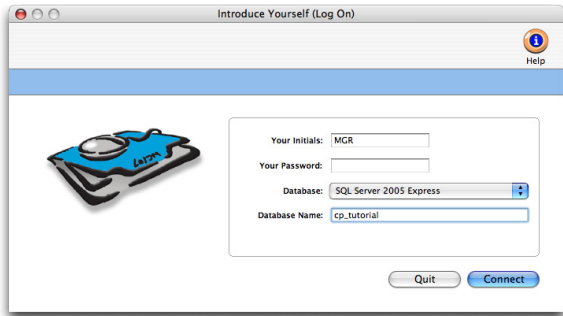 Introduce Yourself (Log On)
Help
Your Initials: MGR
Your Password:
Database: SQL Server 2005 Express
Database Name: cp_tutorial
Quit Connect